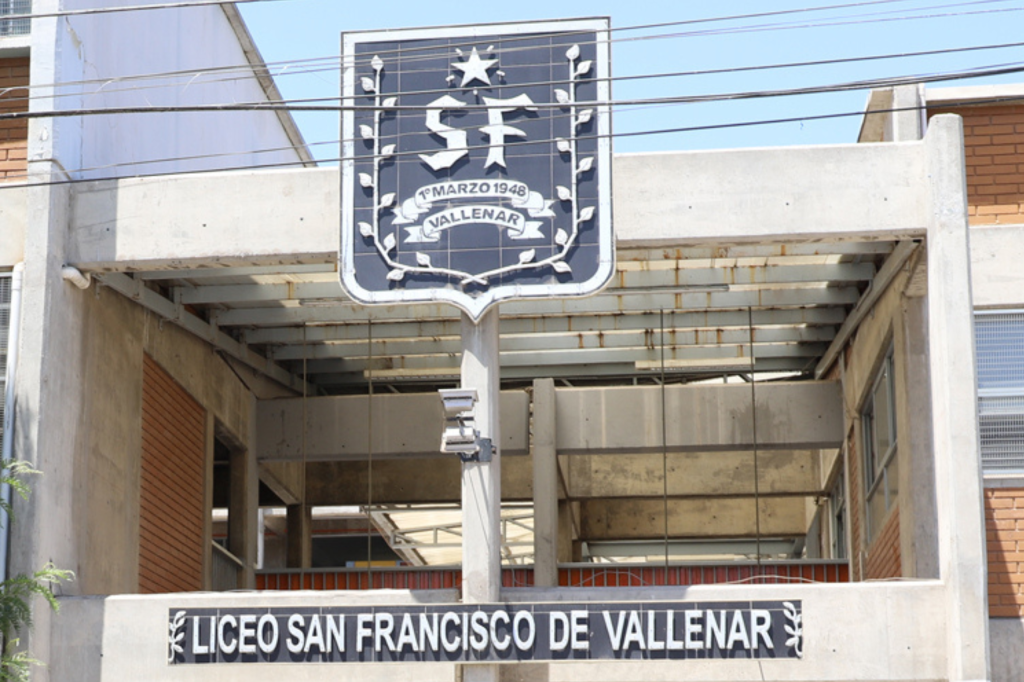 SF
1º MARZO 1948
VALLENAR
LICEO SAN FRANCISCO DE VALLENAR